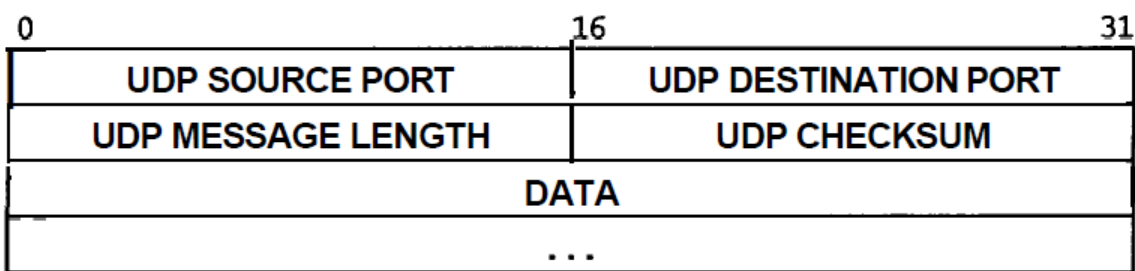 0 16 31
UDP SOURCE PORT UDP DESTINATION PORT
UDP MESSAGE LENGTH UDP CHECKSUM
DATA
...